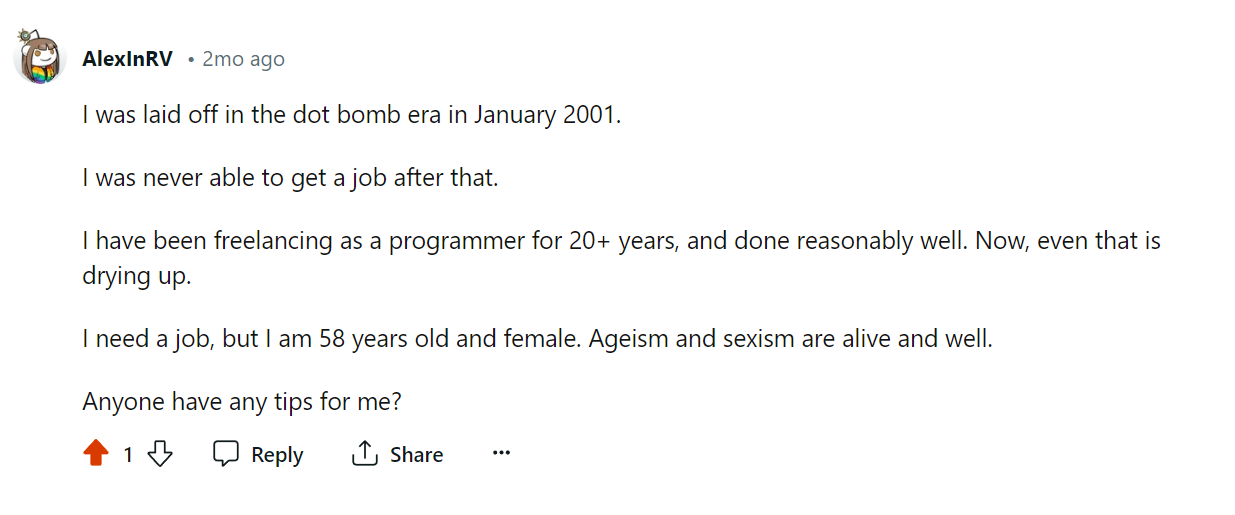 AlexInRV • 2mo ago
I was laid off in the dot bomb era in January 2001.
I was never able to get a job after that.
I have been freelancing as a programmer for 20+ years, and done reasonably well. Now, even that is
drying up.
I need a job, but I am 58 years old and female. Ageism and sexism are alive and well.
Anyone have any tips for me?
1 Reply Share ...